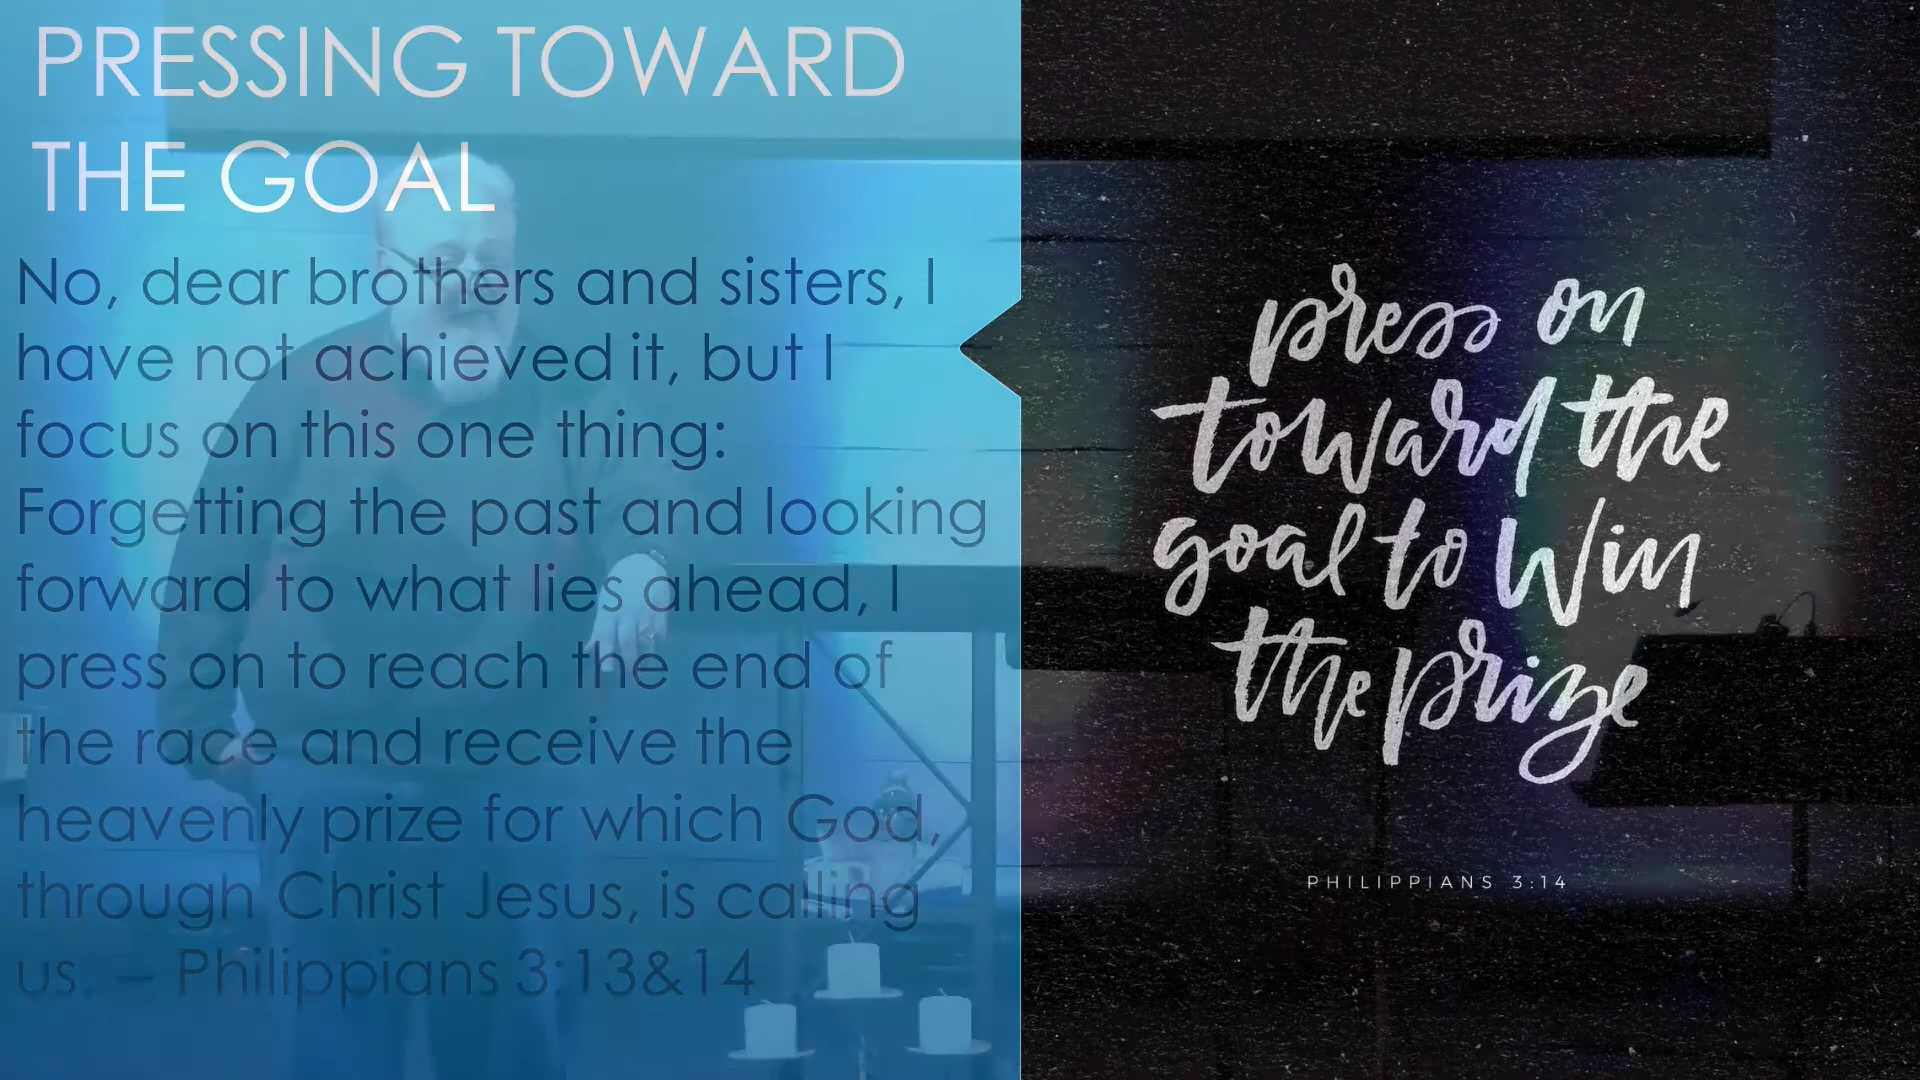 PRESSING TOWARD
THE GOAL
No, dear brothers and sisters, I
have not achieved it, but I
focus on this one thing:
Forgetting the past and looking
forward to what lies ahead, I
press on to reach the end of
the race and receive the
heavenly prize for which God,
through Christ Jesus, is calling
us. – Philippians 3:13&14
press on
toward the
goal to win
the prize
PHILIPPIANS 3:14